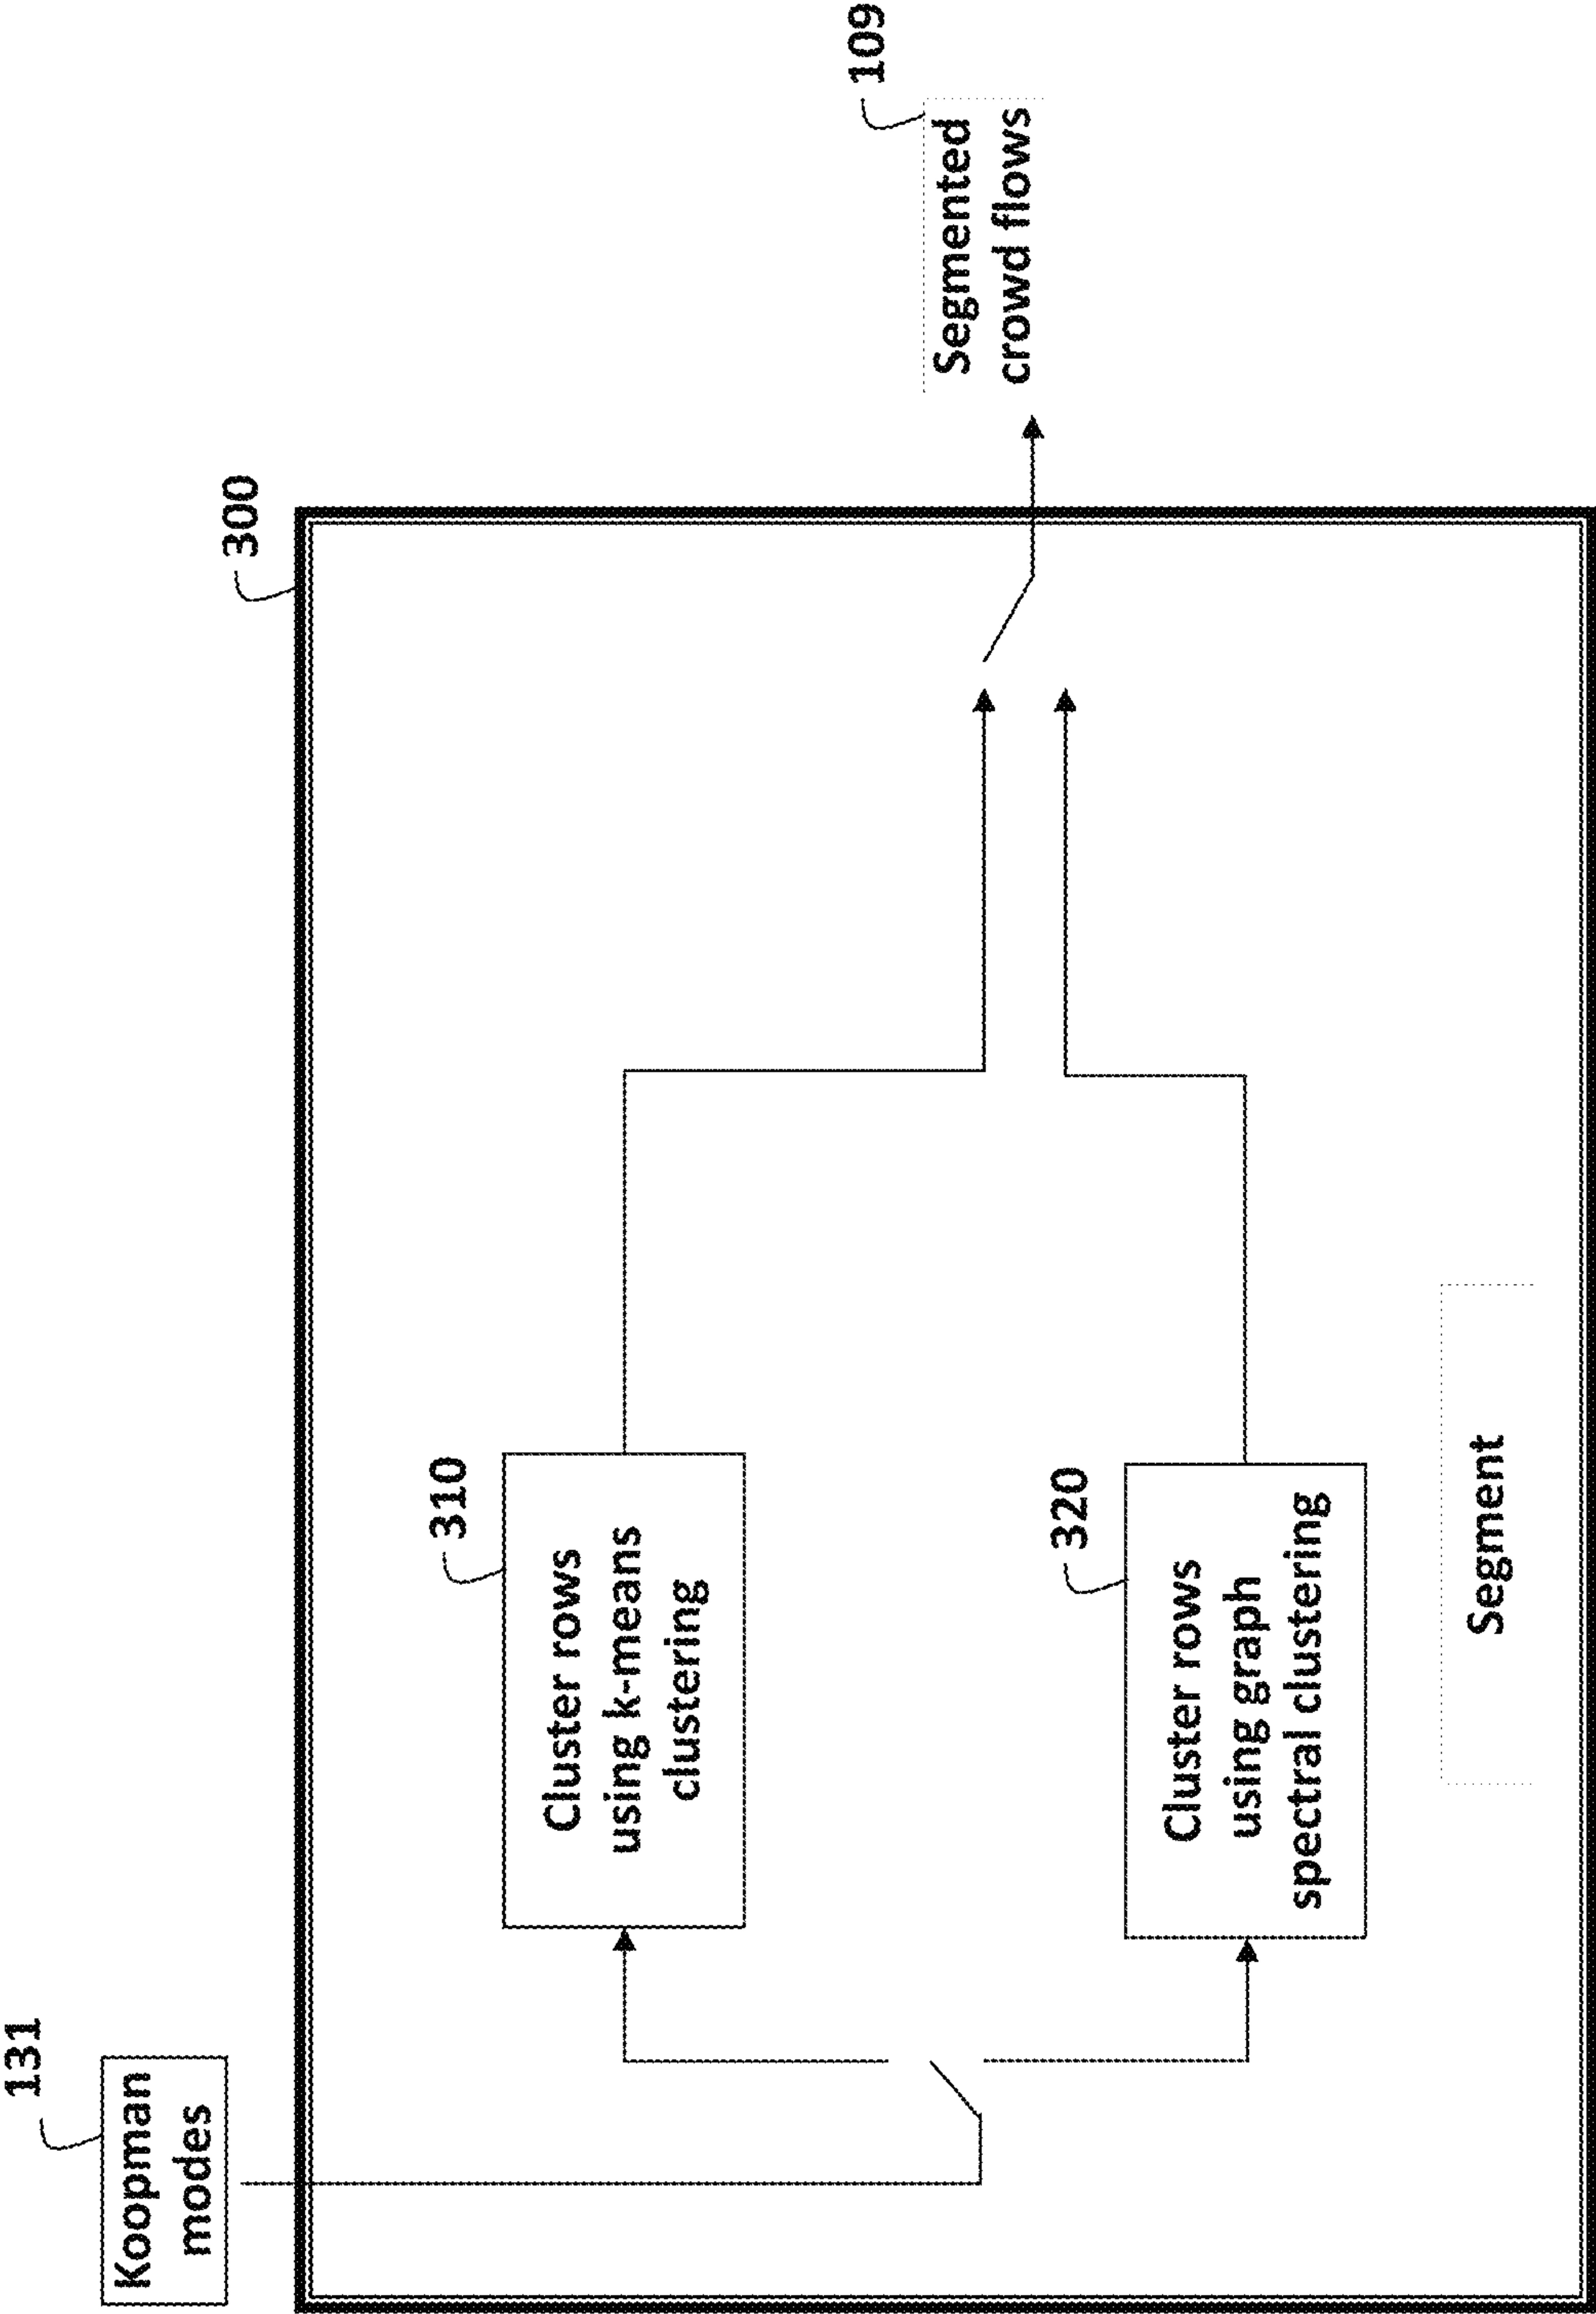 131
Koopman
modes
300
310
Cluster rows
using k-means
clustering
320
Cluster rows
using graph
spectral clustering
Segment
109
Segmented
crowd flows